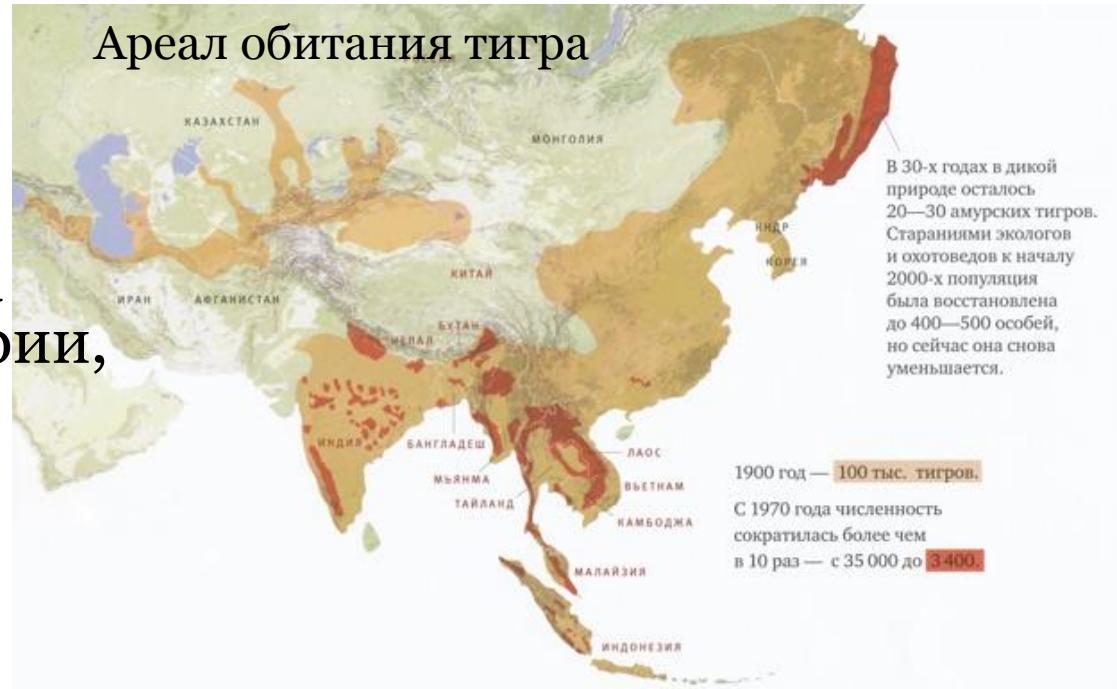 Ареал обитания тигра
КАЗАХСТАН
МОНГОЛИЯ
В 30-х годах в дикой
природе осталось
20—30 амурских тигров.
Стараниями экологов
и охотоведов к началу
2000-х популяция
была восстановлена
до 400—500 особей,
но сейчас она снова
уменьшается.
КНДР
КОРЕЯ
КИТАЙ
ИРАН
АФГАНИСТАН
БУТАН
НЕПАЛ
рии,
ИНДИЯ
БАНГЛАДЕШ
МЬЯНМА
ТАЙЛАНД
ЛАОС
ВЬЕТНАМ
КАМБОДЖА
1900 год — 100 тыс. тигров.
С 1970 года численность
сократилась более чем
в 10 раз — с 35 000 до 3 400.
МАЛАЙЗИЯ
ИНДОНЕЗИЯ